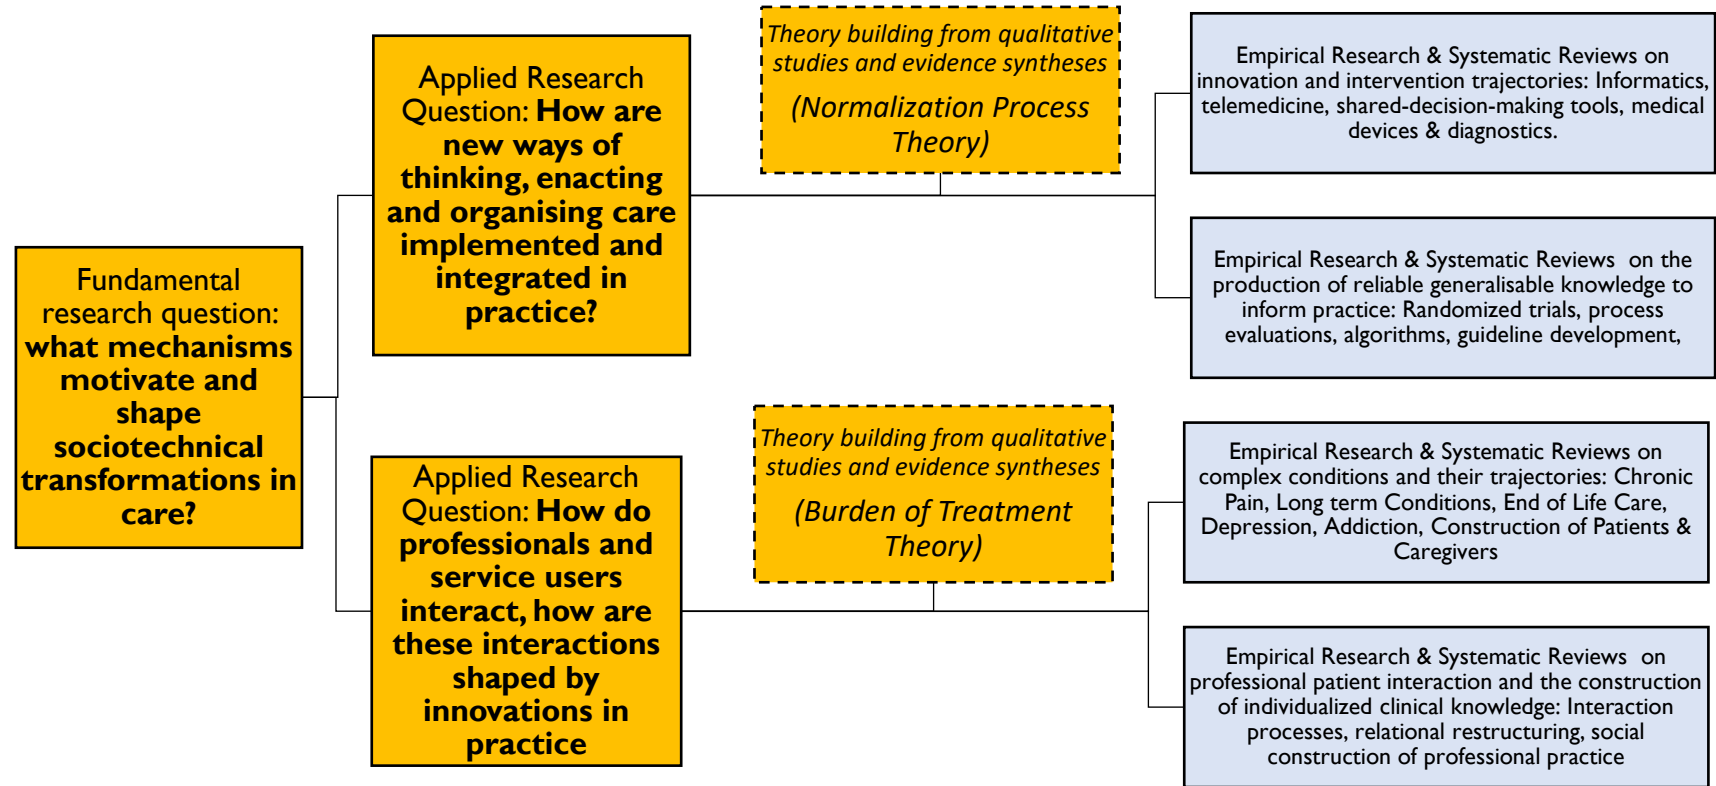 Fundamental
research question:
what mechanisms
motivate and
shape
sociotechnical
transformations in
care?
Applied Research
Question: How are
new ways of
thinking, enacting
and organising care
implemented and
integrated in
practice?
Theory building from qualitative
studies and evidence syntheses
(Normalization Process
Theory)
Empirical Research & Systematic Reviews on
innovation and intervention trajectories: Informatics,
telemedicine, shared-decision-making tools, medical
devices & diagnostics.
Empirical Research & Systematic Reviews on the
production of reliable generalisable knowledge to
inform practice: Randomized trials, process
evaluations, algorithms, guideline development,
Applied Research
Question: How do
professionals and
service users
interact, how are
these interactions
shaped by
innovations in
practice
Theory building from qualitative
studies and evidence syntheses
(Burden of Treatment
Theory)
Empirical Research & Systematic Reviews on
complex conditions and their trajectories: Chronic
Pain, Long term Conditions, End of Life Care,
Depression, Addiction, Construction of Patients &
Caregivers
Empirical Research & Systematic Reviews on
professional patient interaction and the construction
of individualized clinical knowledge: Interaction
processes, relational restructuring, social
construction of professional practice